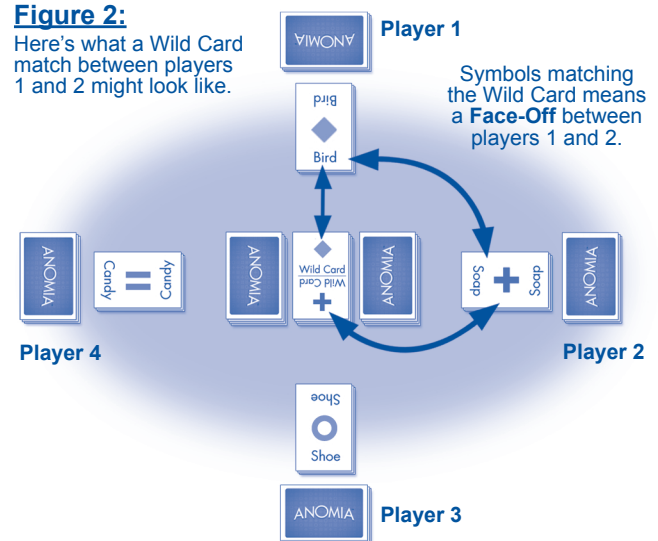 Figure 2:
Here’s what a Wild Card
match between players
1 and 2 might look like.
ANOMIA
Player 1
Symbols matching
the Wild Card means
a Face-Off between
players 1 and 2.
Bird
Bird
ANOMIA
Candy
Candy
Player 4
ANOMIA
Wild Card
Wild Card
ANOMIA
Soap
Soap
ANOMIA
Player 2
Shoe
Shoe
ANOMIA
Player 3